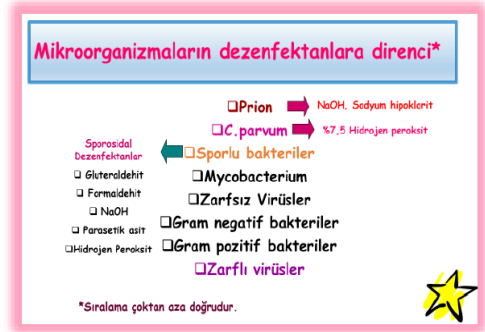 Mikroorganizmaların dezenfektanlara direnci*
❑Prion
NaOH, Sodyum hipoklorit
❑C.parvum
%7,5 Hidrojen peroksit
❑Sporlu bakteriler
Sporosidal
Dezenfektanlar
❑ Gluteraldehit
❑ Formaldehit
❑ NaOH
❑ Parasetik asit
❑Hidrojen Peroksit
❑Mycobacterium
❑Zarfsız Virüsler
❑Gram negatif bakteriler
❑Gram pozitif bakteriler
❑Zarflı virüsler
*Sıralama çoktan aza doğrudur.